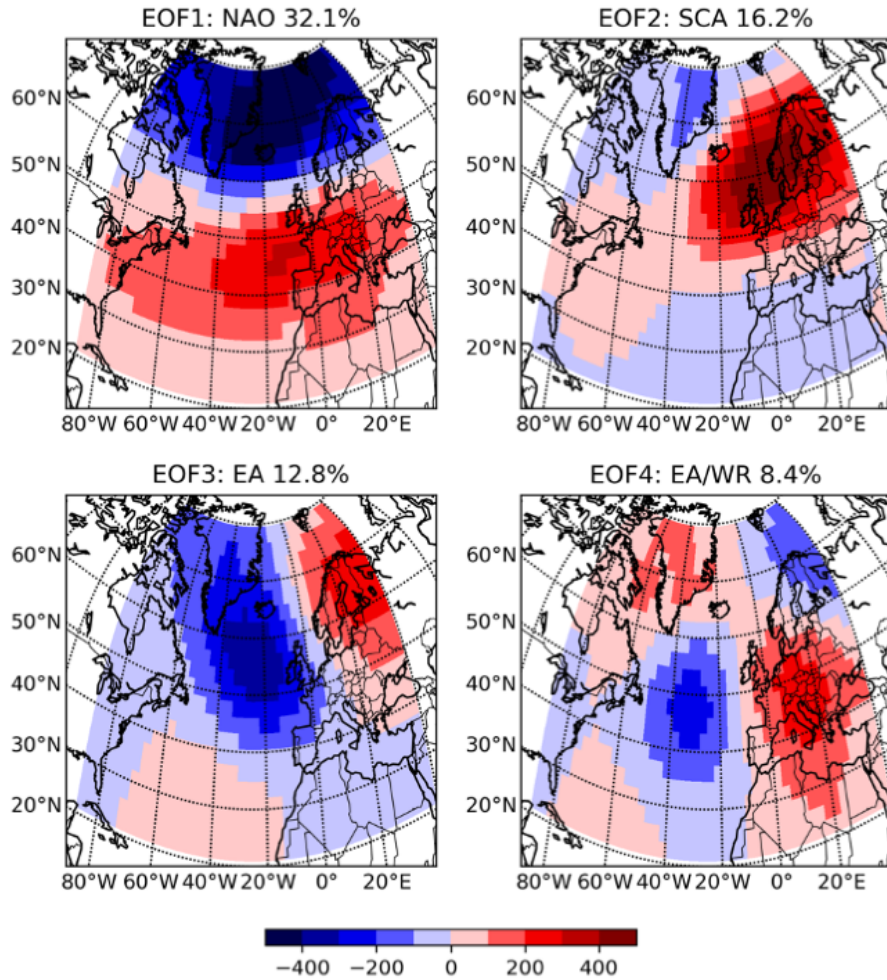 EOF1: NAO 32.1%
EOF2: SCA 16.2%
60°N
50°N
40°N
30°N
20°N
60°N
50°N
40°N
30°N
20°N
80°W 60°W 40°W 20°W 0° 20°E
80°W 60°W 40°W 20°W 0° 20°E
EOF3: EA 12.8%
EOF4: EA/WR 8.4%
60°N
50°N
40°N
30°N
20°N
60°N
50°N
40°N
30°N
20°N
80°W 60°W 40°W 20°W 0° 20°E
80°W 60°W 40°W 20°W 0° 20°E
−400 −200 0 200 400